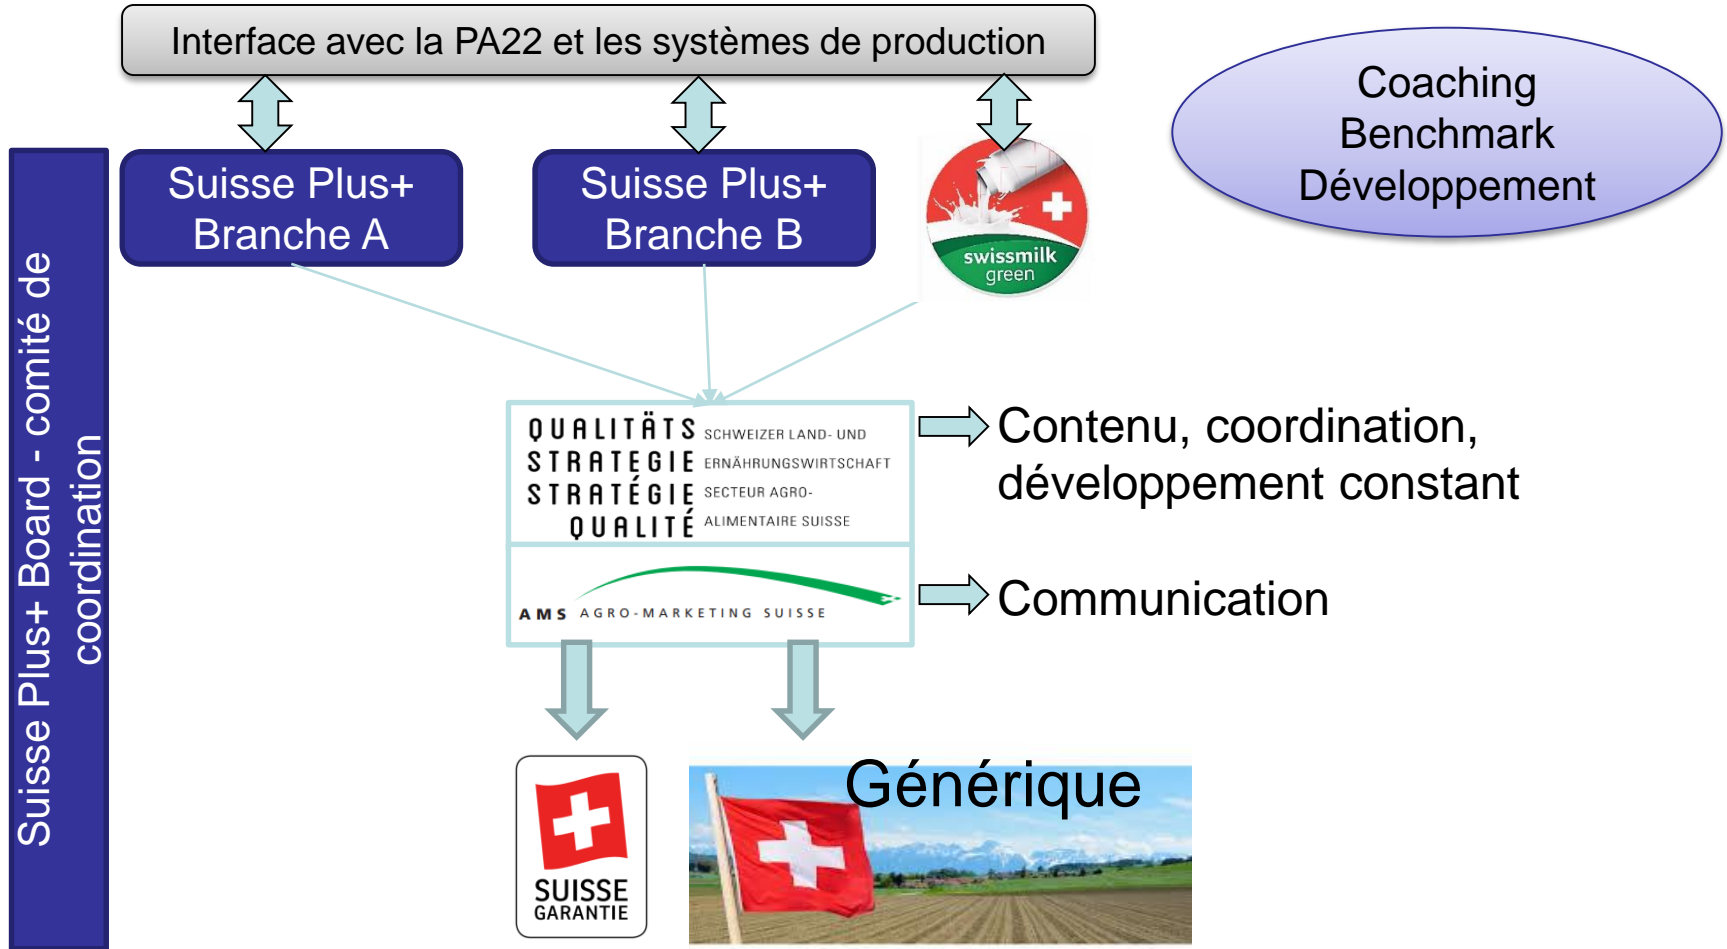 Interface avec la PA22 et les systèmes de production
Coaching
Benchmark
Développement
Suisse Plus+
Branche A
Suisse Plus+
Branche B
swissmilk
green
Suisse Plus+ Board - comité de
coordination
QUALITÄTS
STRATEGIE
STRATÉGIE
QUALITÉ
SCHWEIZER LAND- UND
ERNÄHRUNGSWIRTSCHAFT
SECTEUR AGRO-
ALIMENTAIRE SUISSE
Contenu, coordination,
développement constant
AMS AGRO-MARKETING SUISSE
Communication
SUISSE
GARANTIE
Générique